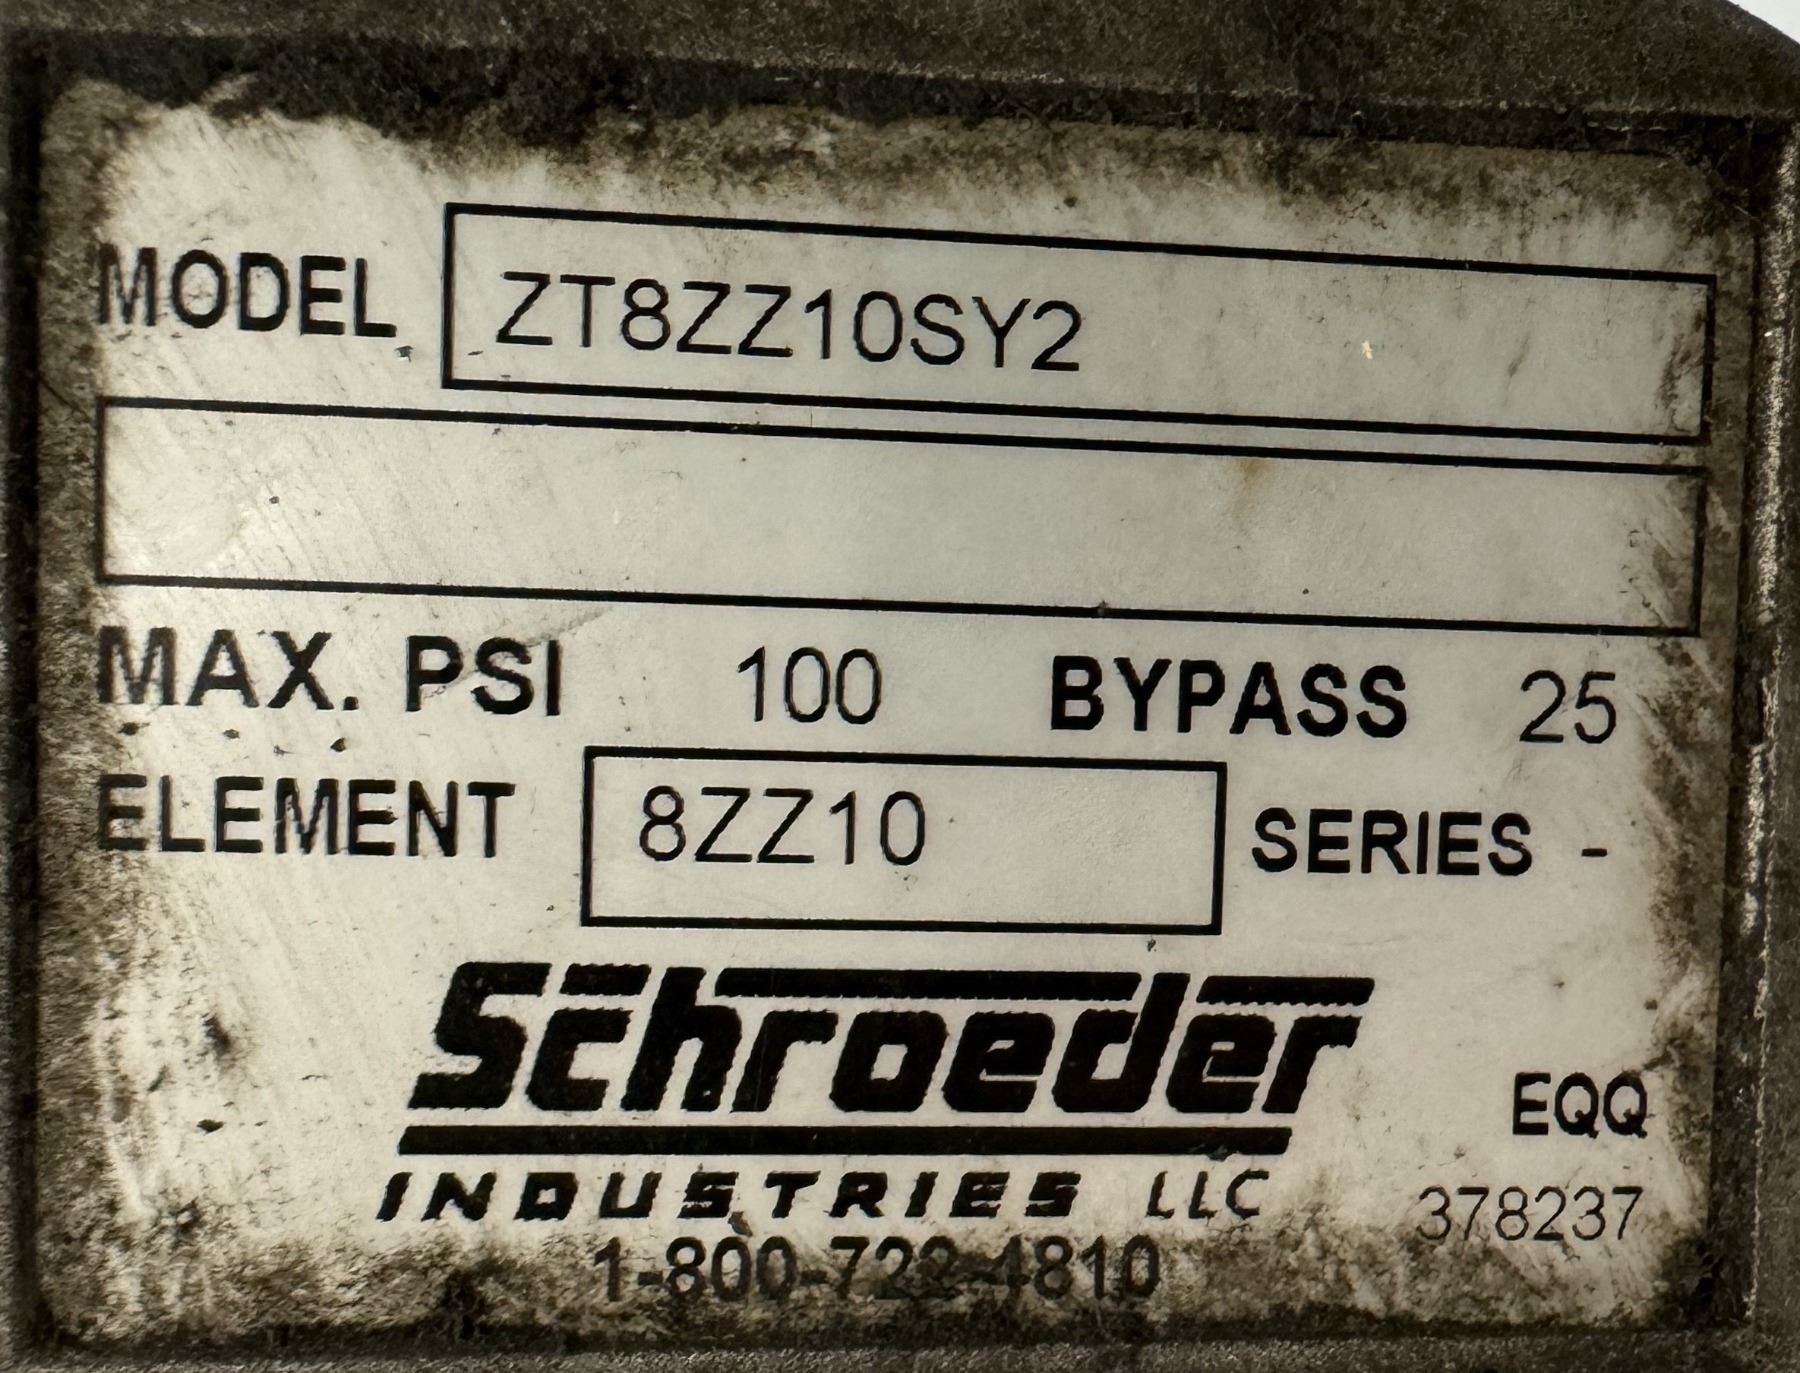 MODEL ZT8ZZ10SY2
MAX. PSI 100 BYPASS 25
ELEMENT 8ZZ10 SERIES -
Schroeder
INDUSTRIES LLC
EQQ
378237
1-800-722-4810